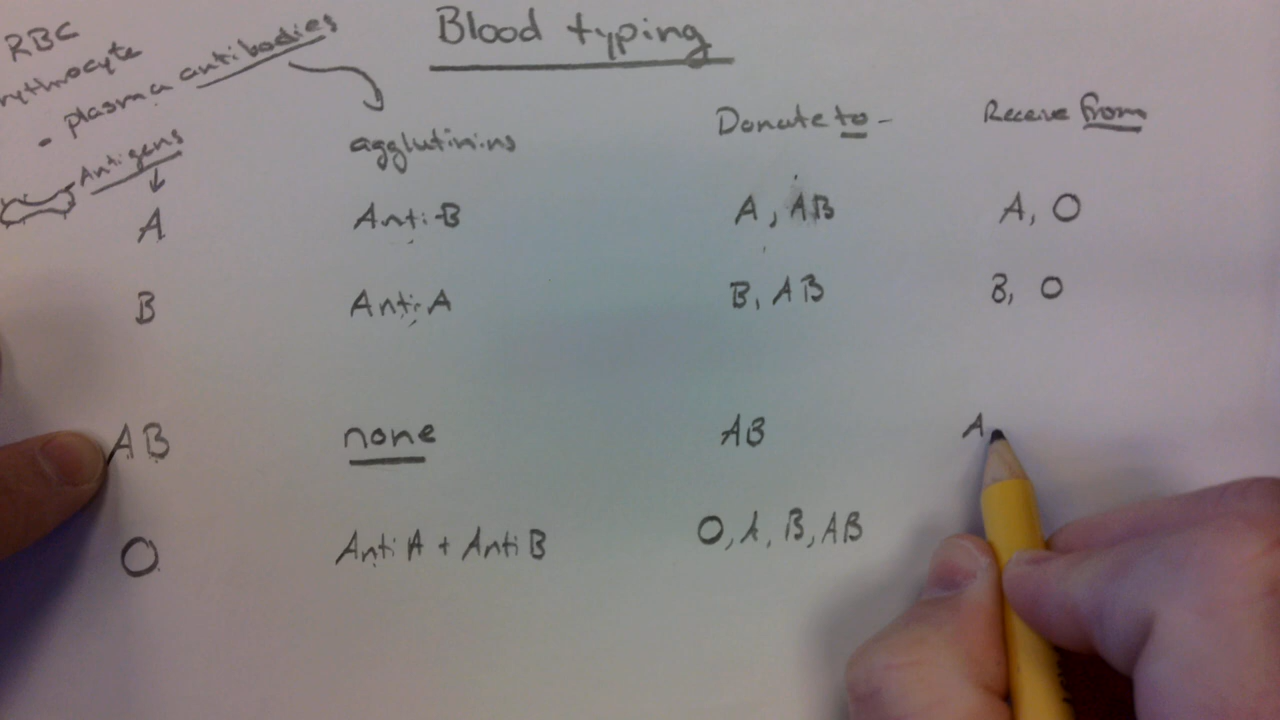 Blood typing
RBC
rythrocyte
- plasma antibodies
Antigens
agglutinins
Donate to -
Receive from
A Anti-B A, AB A, O
B Anti-A B, AB B, O
AB none AB A
O Anti A + Anti B O, A, B, AB